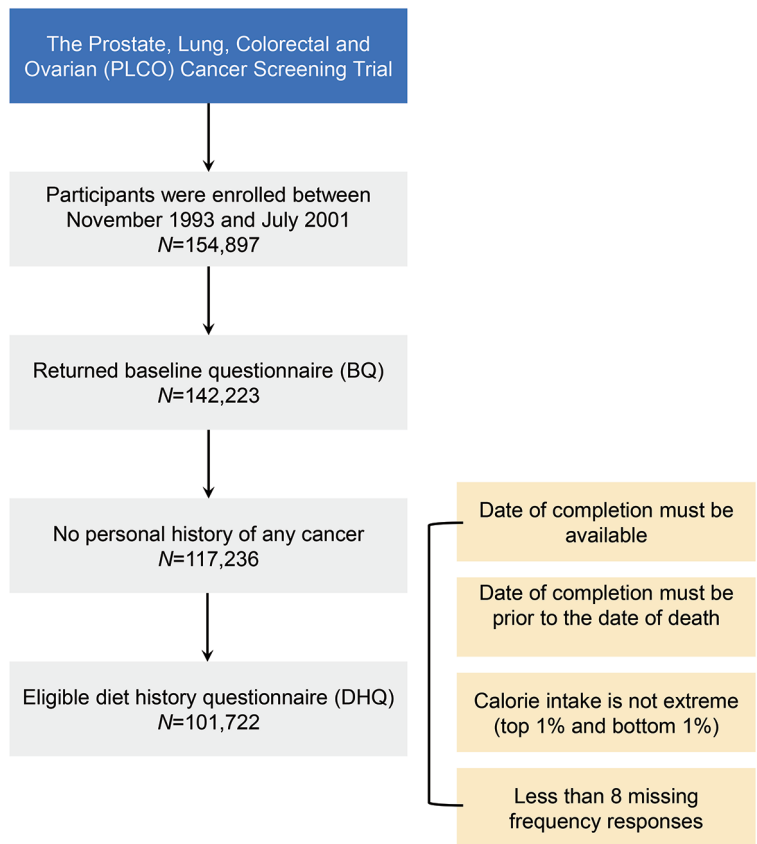 The Prostate, Lung, Colorectal and
Ovarian (PLCO) Cancer Screening Trial
Participants were enrolled between
November 1993 and July 2001
N=154,897
Returned baseline questionnaire (BQ)
N=142,223
No personal history of any cancer
N=117,236
Eligible diet history questionnaire (DHQ)
N=101,722
Date of completion must be
available
Date of completion must be
prior to the date of death
Calorie intake is not extreme
(top 1% and bottom 1%)
Less than 8 missing
frequency responses